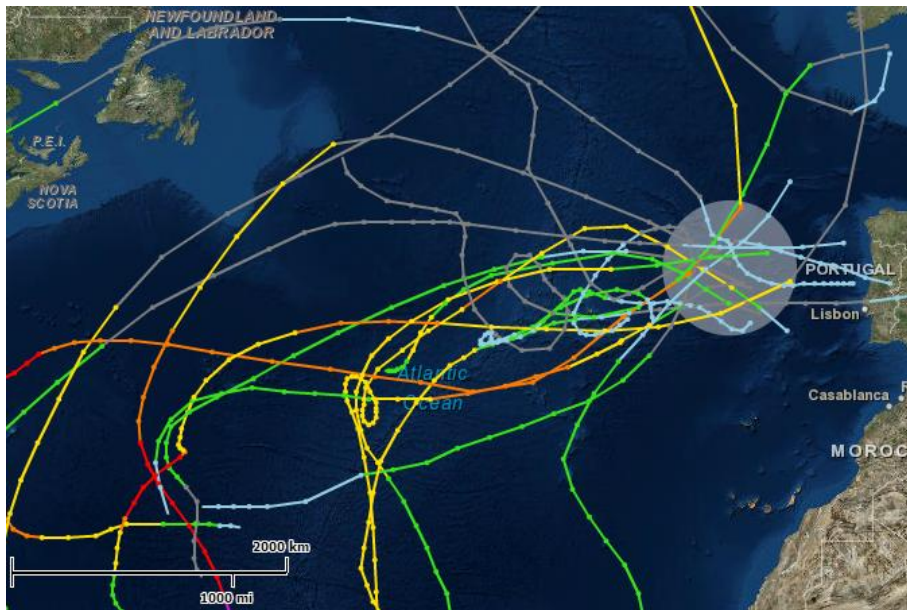 NEWFOUNDLAND
AND LABRADOR
P.E.I.
NOVA
SCOTIA
PORTUGAL
Lisbon
Atlantic
Ocean
Casablanca
R
MOROC
2000 km
1000 mi